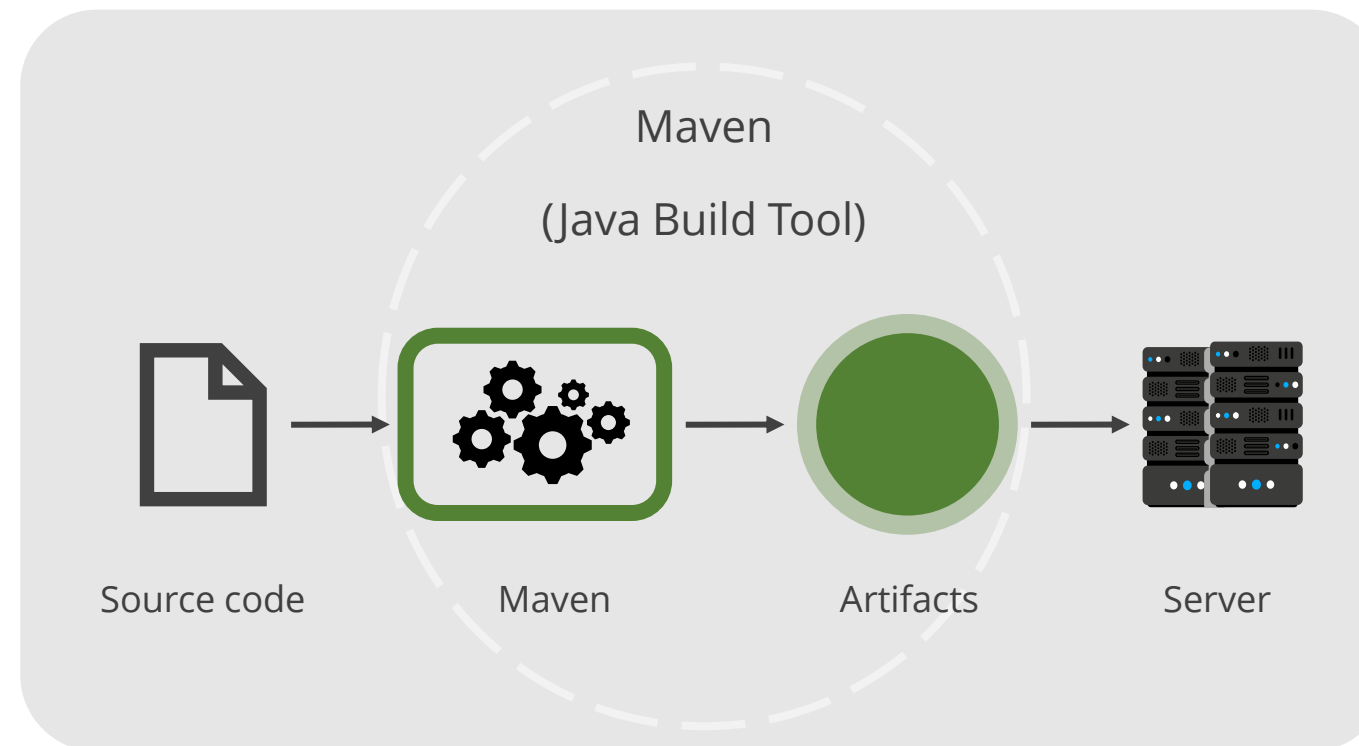 Maven
(Java Build Tool)
Source code
Maven
Artifacts
Server